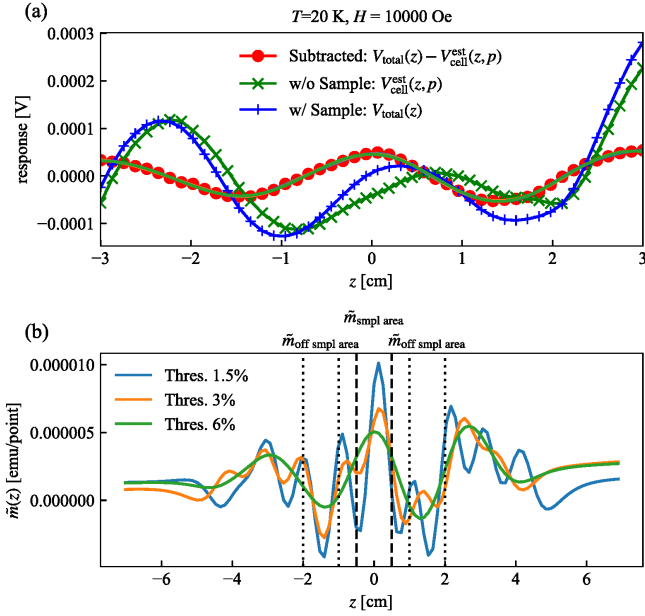 (a)
T=20 K, H = 10000 Oe
0.0003
0.0002
0.0001
0.0000
−0.0001
response [V]
Subtracted: V_total(z) − V_cell^est(z, p)
w/o Sample: V_cell^est(z, p)
w/ Sample: V_total(z)
−3 −2 −1 0 1 2 3
z [cm]
(b)
m̃_smpl area
m̃_off smpl area m̃_off smpl area
0.000010
0.000005
0.000000
m̃(z) [emu/point]
Thres. 1.5%
Thres. 3%
Thres. 6%
−6 −4 −2 0 2 4 6
z [cm]